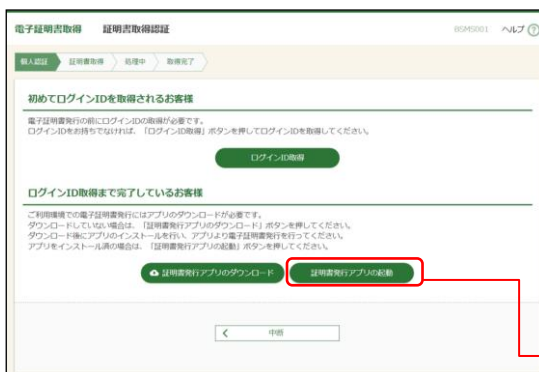 電子証明書取得 証明書取得認証 BSMS001 ヘルプ ?
個人認証 証明書取得 処理中 取得完了
初めてログインIDを取得されるお客様
電子証明書発行の前にログインIDの取得が必要です。
ログインIDをお持ちでなければ、「ログインID取得」ボタンを押してログインIDを取得してください。
ログインID取得
ログインID取得まで完了しているお客様
ご利用環境での電子証明書発行にはアプリのダウンロードが必要です。
ダウンロードしていない場合は、「証明書発行アプリのダウンロード」ボタンを押してください。
ダウンロード後にアプリのインストールを行い、アプリより電子証明書発行を行ってください。
アプリをインストール済の場合は、「証明書発行アプリの起動」ボタンを押してください。
証明書発行アプリのダウンロード 証明書発行アプリの起動
中断